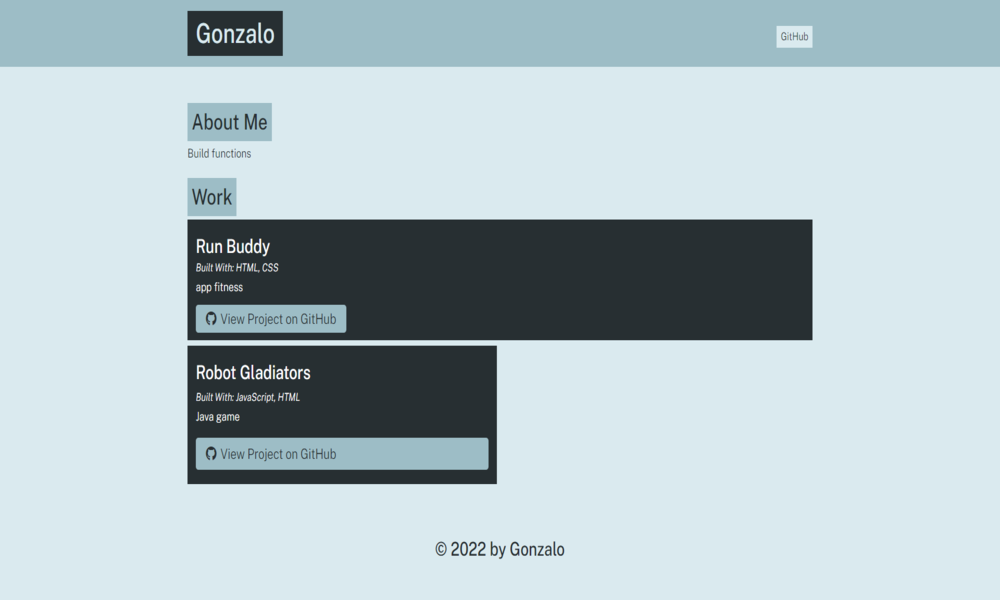 Gonzalo
GitHub
About Me
Build functions
Work
Run Buddy
Built With: HTML, CSS
app fitness
View Project on GitHub
Robot Gladiators
Built With: JavaScript, HTML
Java game
View Project on GitHub
© 2022 by Gonzalo